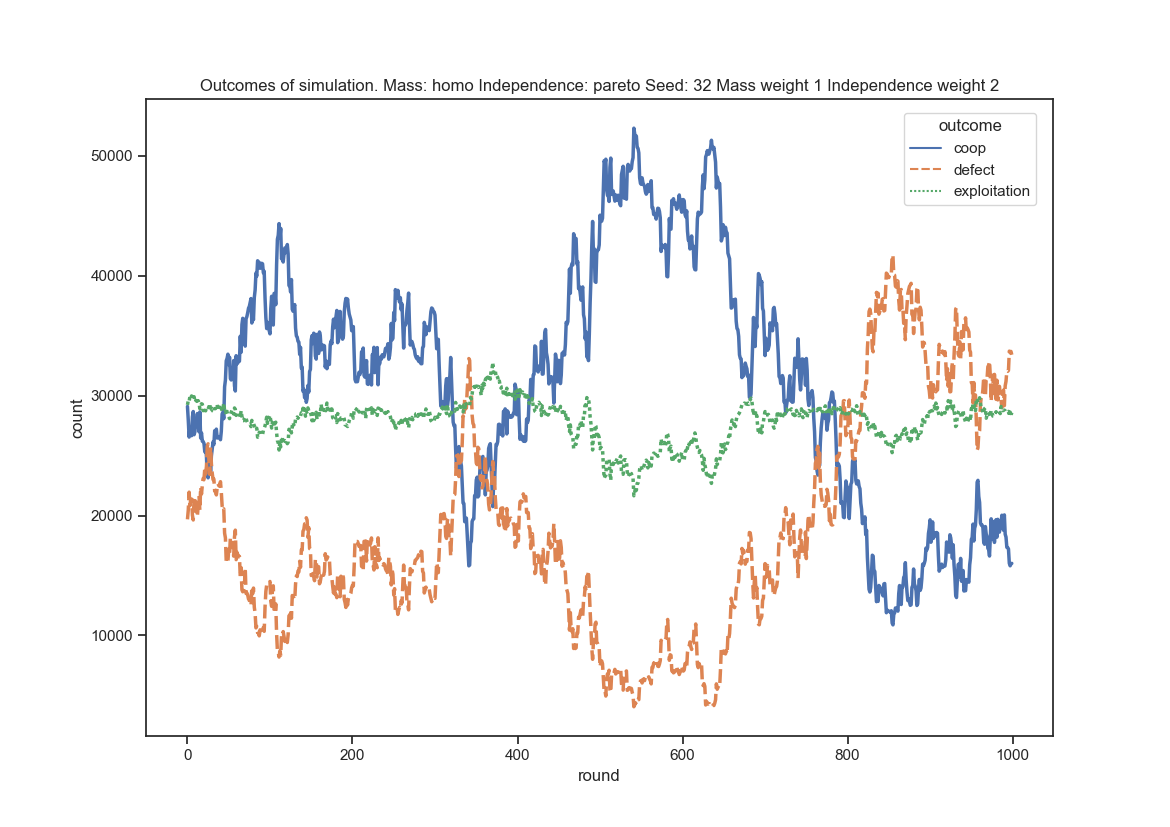 Outcomes of simulation. Mass: homo Independence: pareto Seed: 32 Mass weight 1 Independence weight 2
outcome
coop
defect
exploitation
50000
40000
30000
20000
10000
count
0
200
400
600
800
1000
round